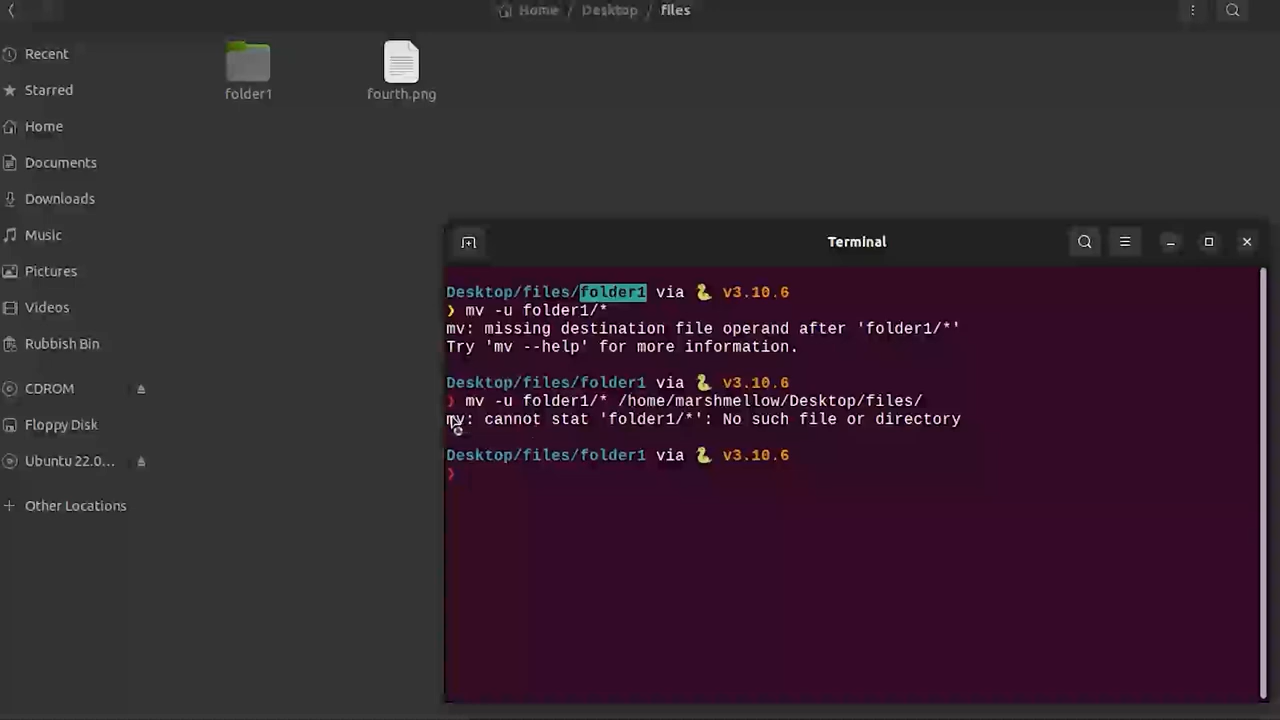 Home / Desktop / files
Recent
Starred
Home
Documents
Downloads
Music
Pictures
Videos
Rubbish Bin
CDROM
Floppy Disk
Ubuntu 22.0...
Other Locations
folder1
fourth.png
Terminal
Desktop/files/folder1 via 🐍 v3.10.6
❯ mv -u folder1/*
mv: missing destination file operand after 'folder1/*'
Try 'mv --help' for more information.
Desktop/files/folder1 via 🐍 v3.10.6
❯ mv -u folder1/* /home/marshmellow/Desktop/files/
mv: cannot stat 'folder1/*': No such file or directory
Desktop/files/folder1 via 🐍 v3.10.6
❯